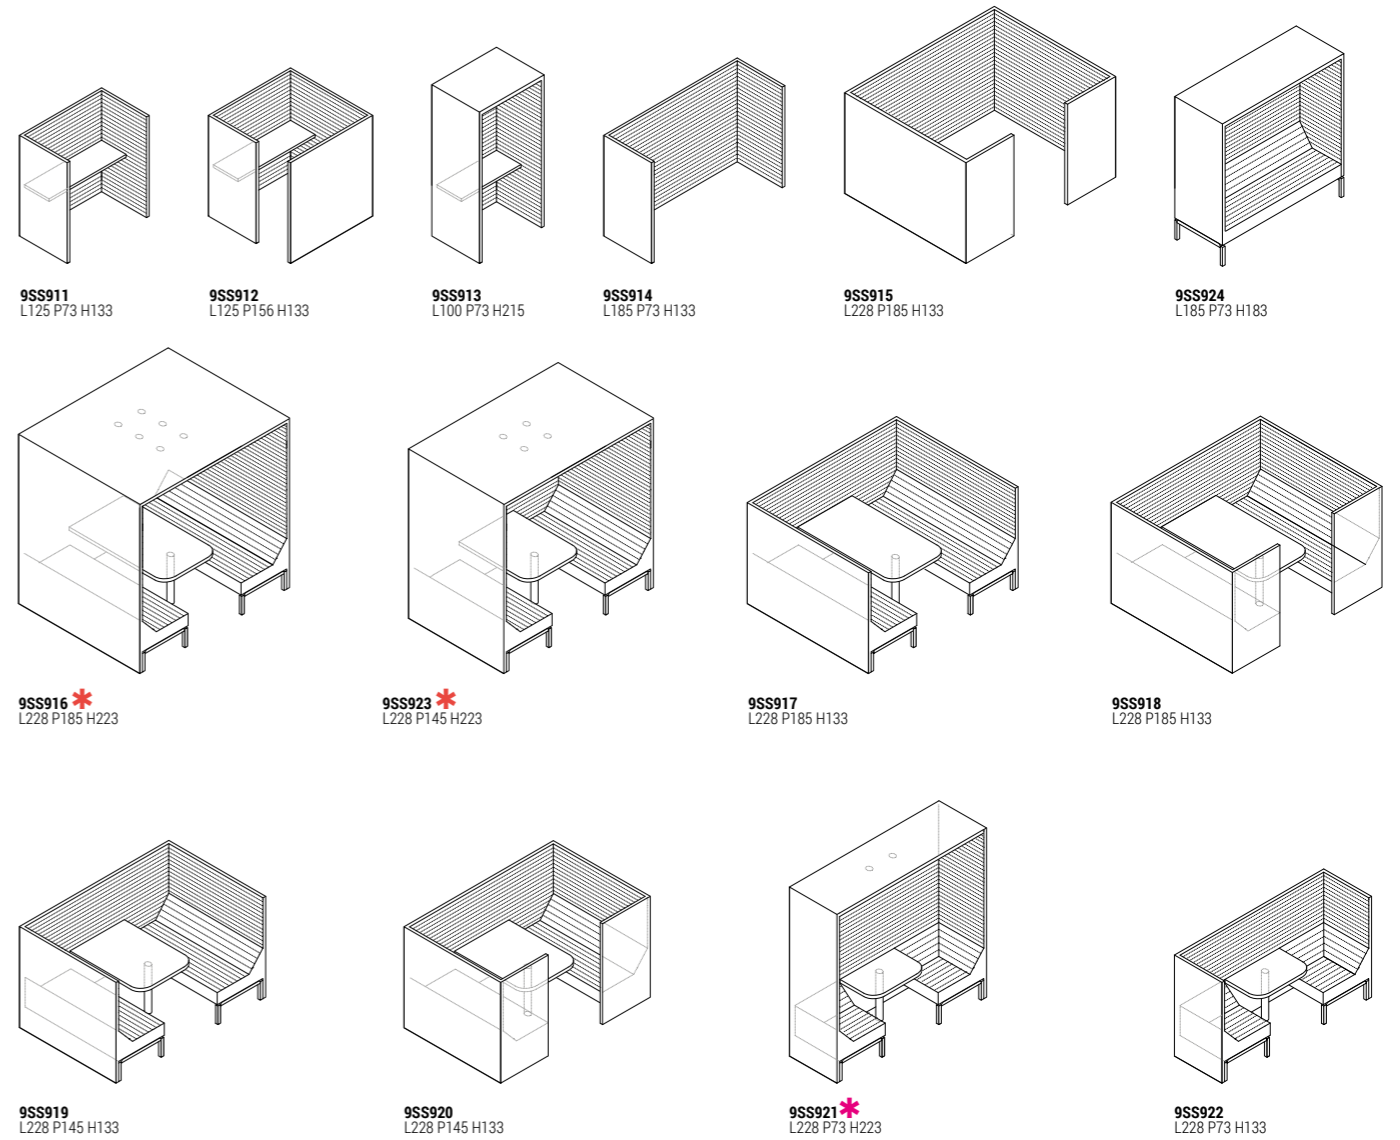 9SS911
L125 P73 H133
9SS912
L125 P156 H133
9SS913
L100 P73 H215
9SS914
L185 P73 H133
9SS915
L228 P185 H133
9SS924
L185 P73 H183
9SS916 *
L228 P185 H223
9SS923 *
L228 P145 H223
9SS917
L228 P185 H133
9SS918
L228 P185 H133
9SS919
L228 P145 H133
9SS920
L228 P145 H133
9SS921 *
L228 P73 H223
9SS922
L228 P73 H133